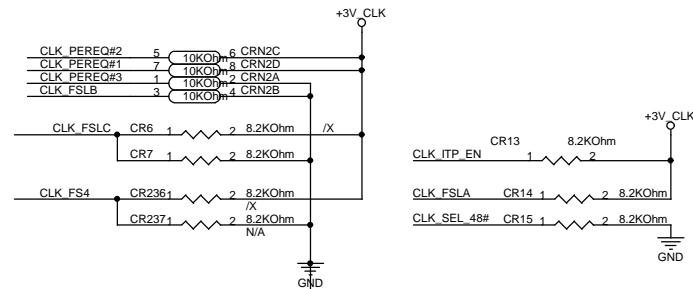 +3V_CLK
CLK_PEREQ#2 5 10KOhm 6 CRN2C
CLK_PEREQ#1 7 10KOhm 8 CRN2D
CLK_PEREQ#3 1 10KOhm 2 CRN2A
CLK_FSLB 3 10KOhm 4 CRN2B
CLK_FSLC CR6 1 2 8.2KOhm /X
CR7 1 2 8.2KOhm
CLK_FS4 CR236 1 2 8.2KOhm
/X
CR237 1 2 8.2KOhm
N/A
GND
+3V_CLK
CR13 8.2KOhm
CLK_ITP_EN 1 2
CLK_FSLA CR14 1 2 8.2KOhm
CLK_SEL_48# CR15 1 2 8.2KOhm
GND